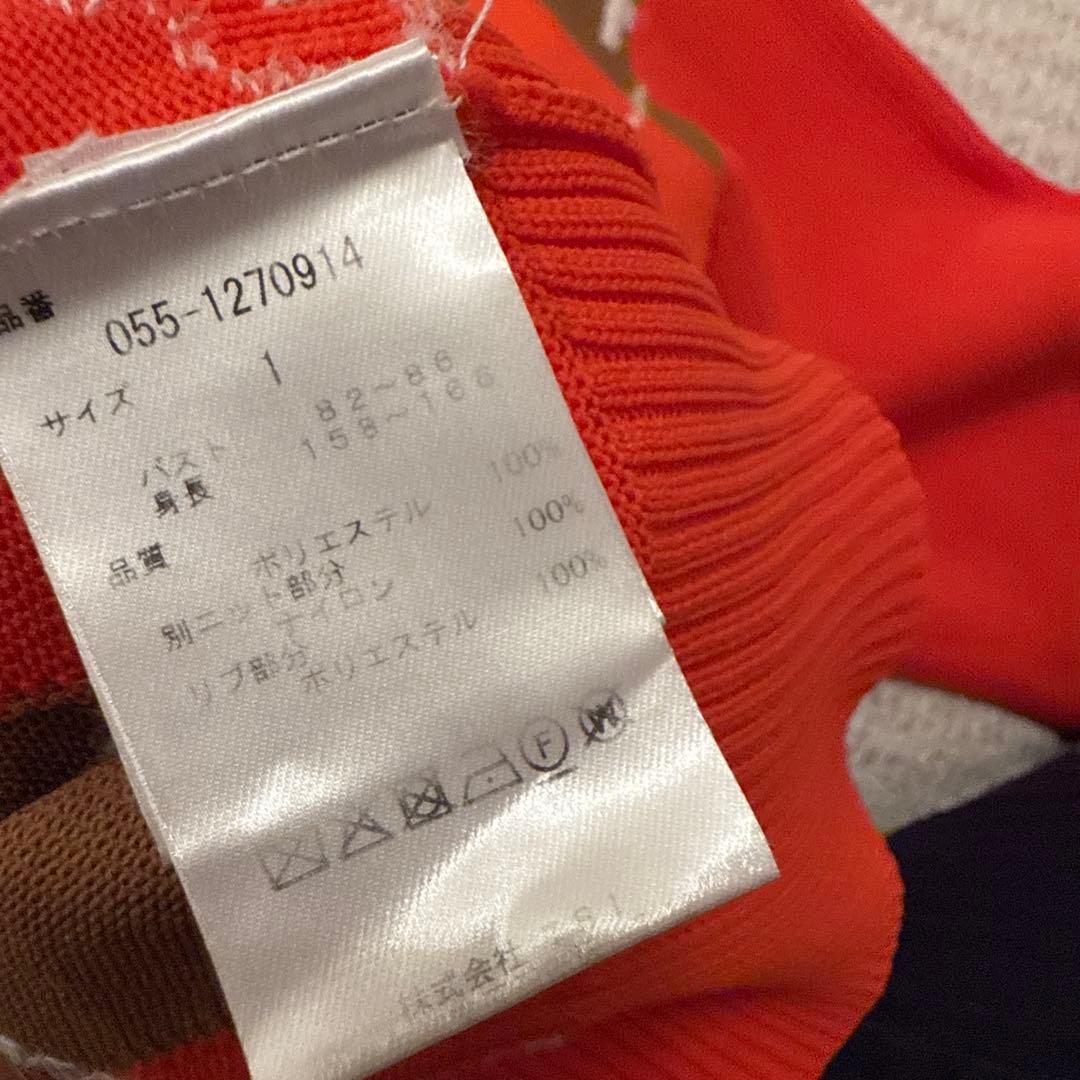 品番 055-1270914
サイズ 1
バスト 82~86
身長 158~166
品質 ポリエステル 100%
別ニット部分
ナイロン 100%
リブ部分
ポリエステル 100%
F
W
株式会社